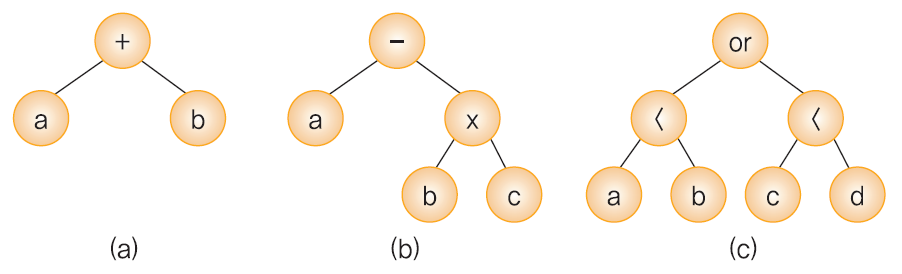 + - or
a b a x < <
b c a b c d
(a) (b) (c)